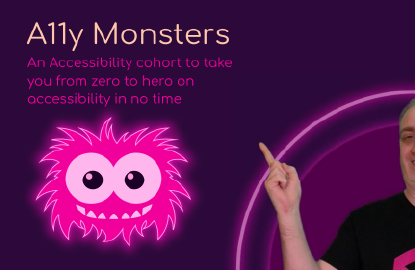 A11y Monsters
An Accessibility cohort to take
you from zero to hero on
accessibility in no time